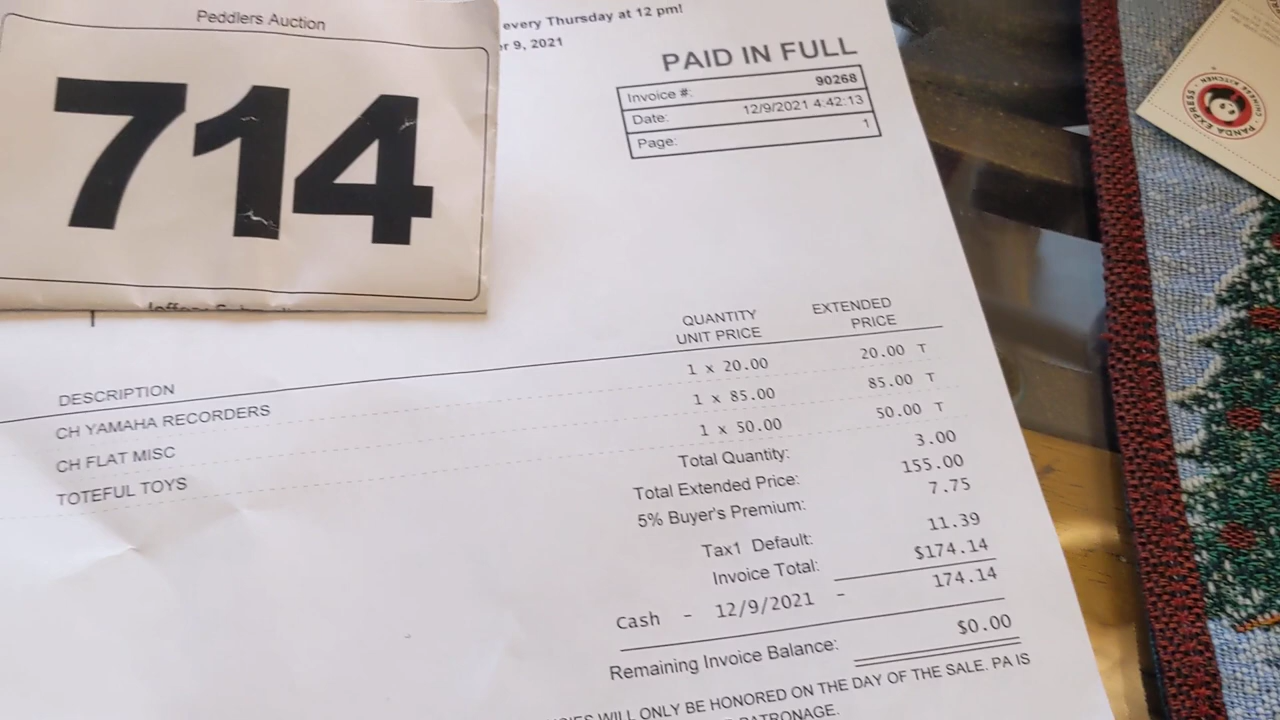 Peddlers Auction
714
every Thursday at 12 pm!
9, 2021
PAID IN FULL
Invoice #: 90268
Date: 12/9/2021 4:42:13
Page: 1
DESCRIPTION QUANTITY UNIT PRICE EXTENDED PRICE
CH YAMAHA RECORDERS 1 x 20.00 20.00 T
CH FLAT MISC 1 x 85.00 85.00 T
TOTEFUL TOYS 1 x 50.00 50.00 T
Total Quantity: 3.00
Total Extended Price: 155.00
5% Buyer's Premium: 7.75
Tax1 Default: 11.39
Invoice Total: $174.14
Cash - 12/9/2021 - 174.14
Remaining Invoice Balance: $0.00
WILL ONLY BE HONORED ON THE DAY OF THE SALE. PA IS
PATRONAGE.
PANDA EXPRESS
CHINESE KITCHEN